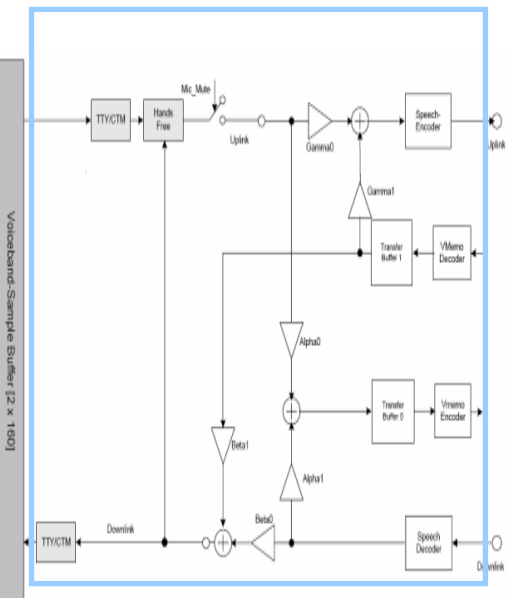 Mic_Mute
TTY/CTM
Hands
Free
Uplink
Gamma0
Speech-
Encoder
Uplink
Gamma1
Transfer
Buffer 1
VMemo
Decoder
Voiceband-Sample Buffer [2 x 160]
Alpha0
Transfer
Buffer 0
Vmemo
Encoder
Beta1
Alpha1
Beta0
Downlink
TTY/CTM
Speech
Decoder
Downlink